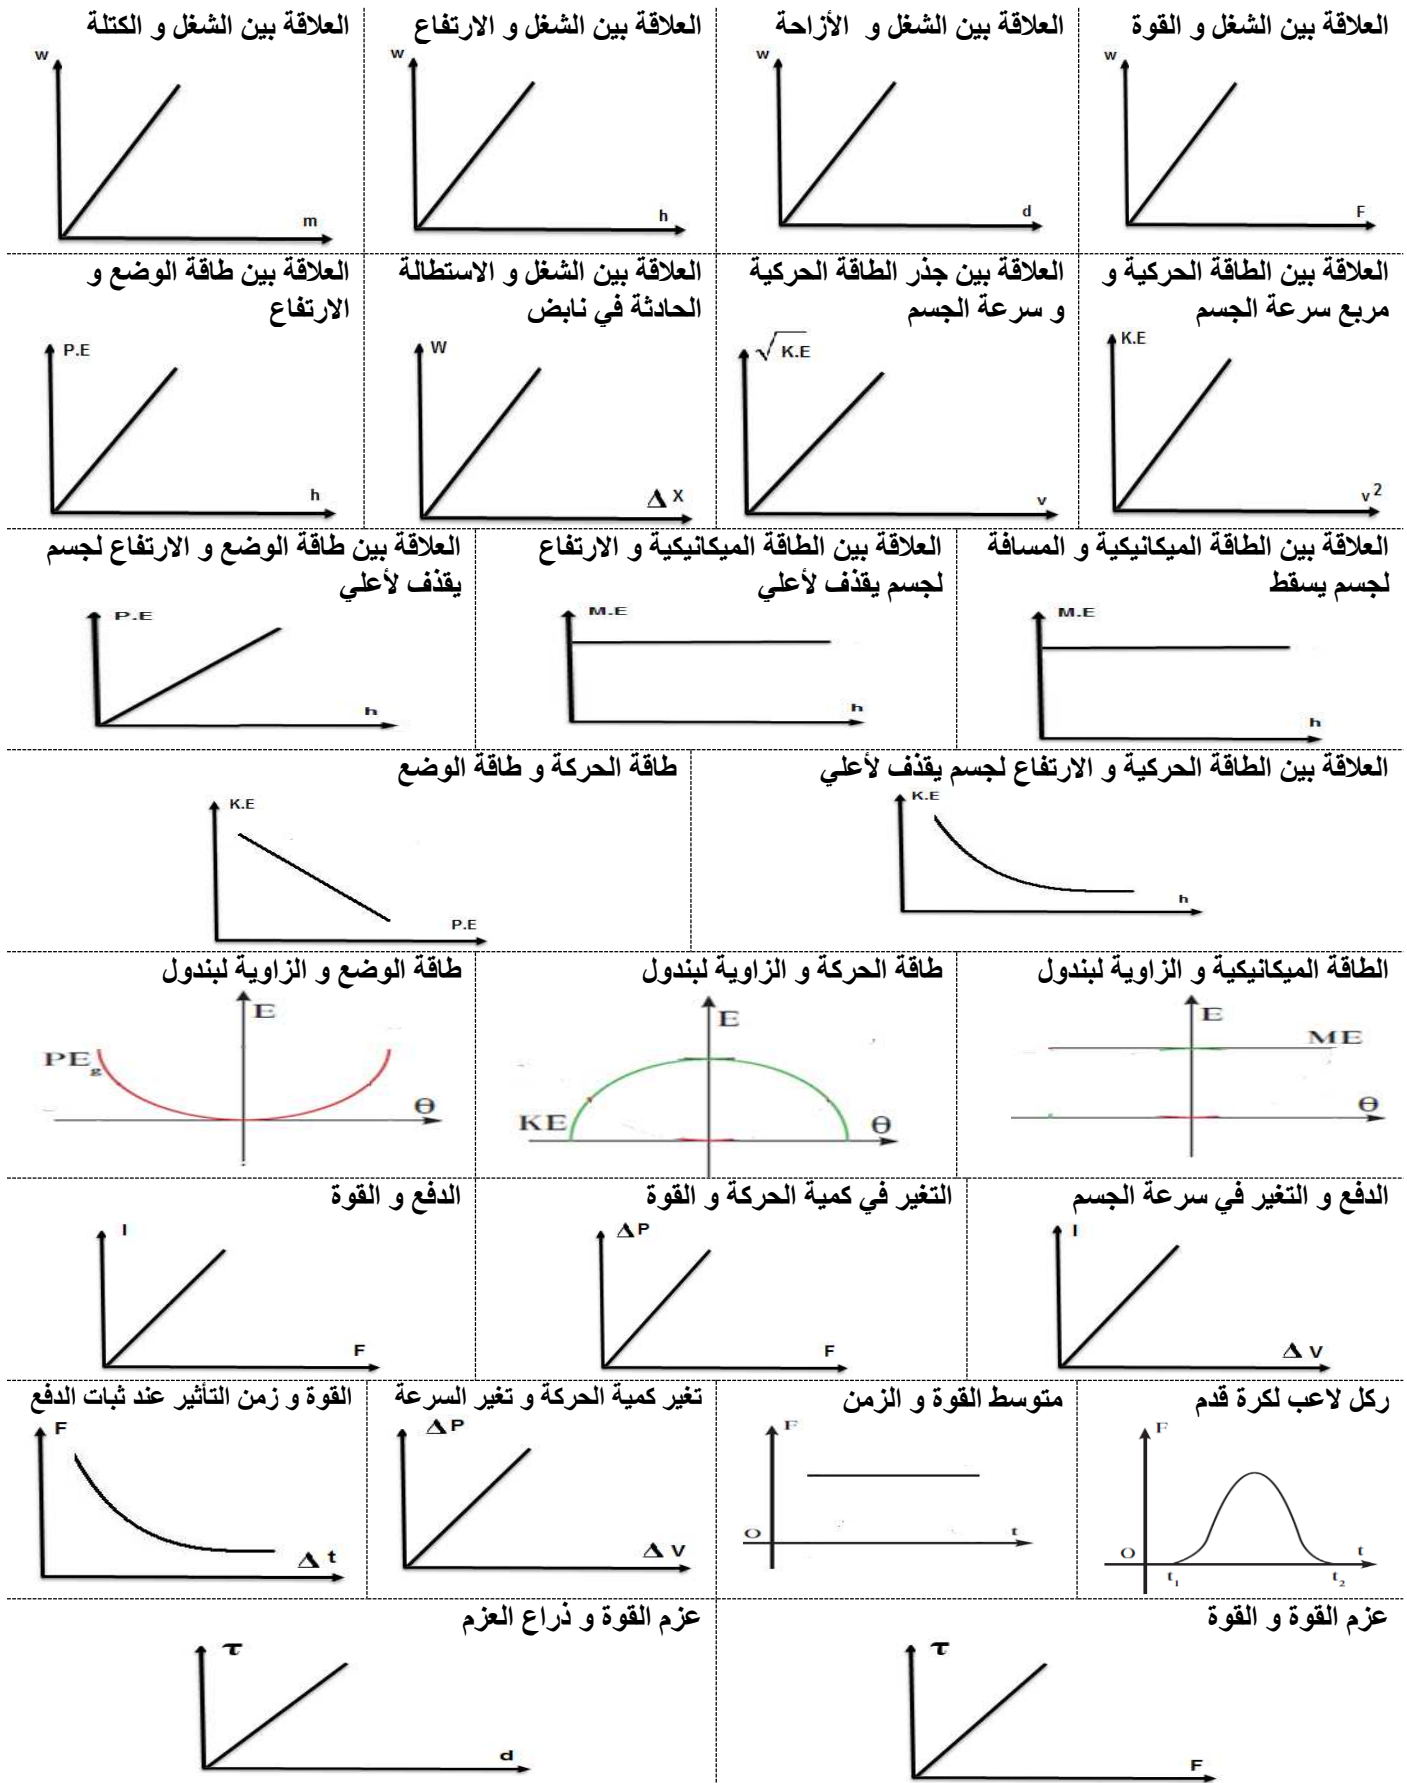 العلاقة بين الشغل و القوة
w
F
العلاقة بين الشغل و الأزاحة
w
d
العلاقة بين الشغل و الارتفاع
w
h
العلاقة بين الشغل و الكتلة
w
m
العلاقة بين الطاقة الحركية و
مربع سرعة الجسم
K.E
v²
العلاقة بين جذر الطاقة الحركية
و سرعة الجسم
√K.E
v
العلاقة بين الشغل و الاستطالة
الحادثة في نابض
W
Δ X
العلاقة بين طاقة الوضع و
الارتفاع
P.E
h
العلاقة بين الطاقة الميكانيكية و المسافة
لجسم يسقط
M.E
h
العلاقة بين الطاقة الميكانيكية و الارتفاع
لجسم يقذف لأعلي
M.E
h
العلاقة بين طاقة الوضع و الارتفاع لجسم
يقذف لأعلي
P.E
h
العلاقة بين الطاقة الحركية و الارتفاع لجسم يقذف لأعلي
K.E
h
طاقة الحركة و طاقة الوضع
K.E
P.E
الطاقة الميكانيكية و الزاوية لبندول
E
ME
θ
طاقة الحركة و الزاوية لبندول
E
KE
θ
طاقة الوضع و الزاوية لبندول
E
PEg
θ
الدفع و التغير في سرعة الجسم
I
Δ V
التغير في كمية الحركة و القوة
Δ P
F
الدفع و القوة
I
F
ركل لاعب لكرة قدم
F
O
t₁
t₂
t
متوسط القوة و الزمن
F
O
t
تغير كمية الحركة و تغير السرعة
Δ P
Δ V
القوة و زمن التأثير عند ثبات الدفع
F
Δ t
عزم القوة و القوة
τ
F
عزم القوة و ذراع العزم
τ
d